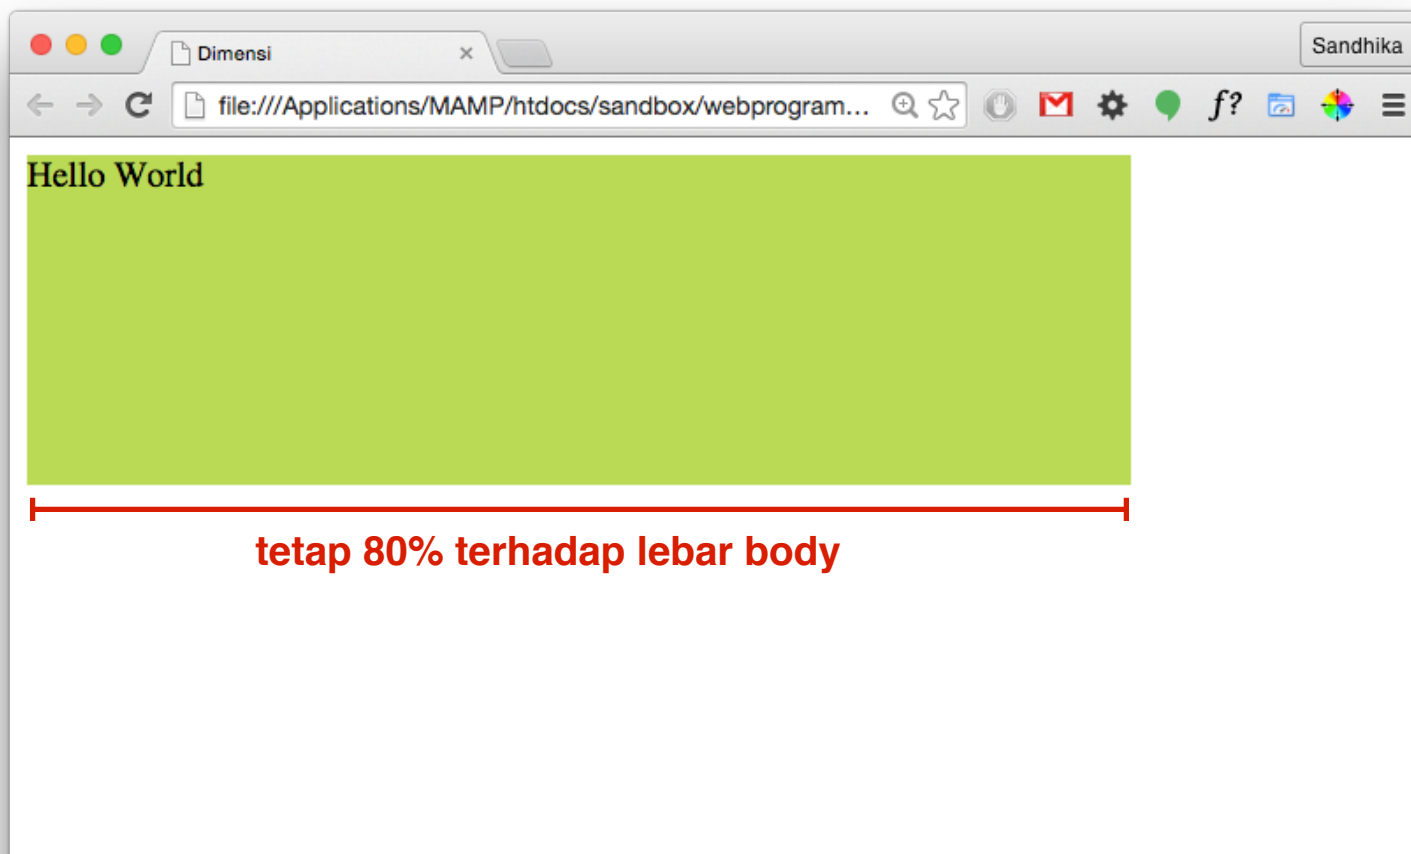 Dimensi
Sandhika
file:///Applications/MAMP/htdocs/sandbox/webprogram...
f?
Hello World
tetap 80% terhadap lebar body